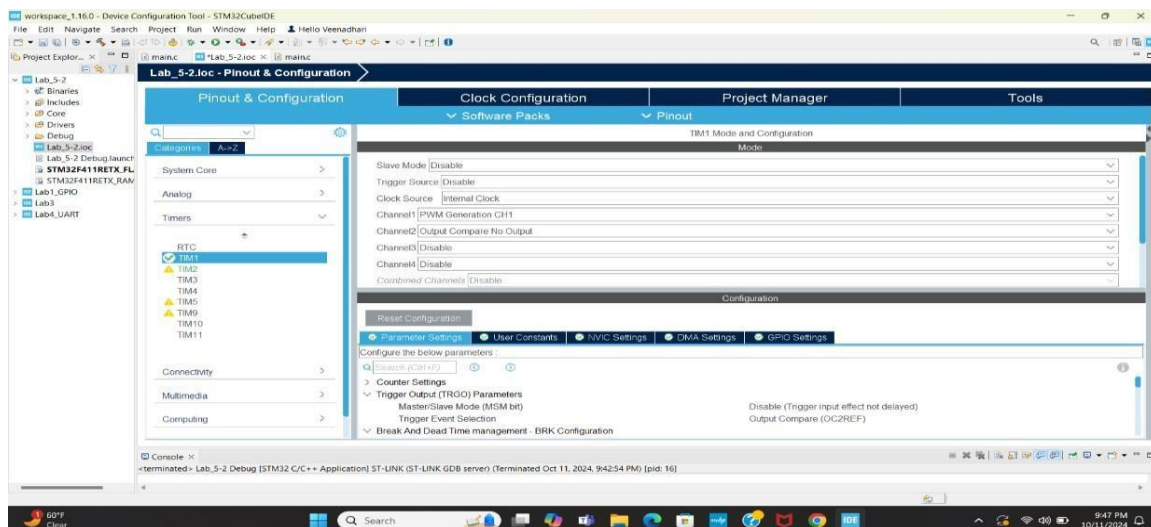 workspace_1.16.0 - Device Configuration Tool - STM32CubeIDE
File Edit Navigate Search Project Run Window Help Hello Veenadhari
Project Explor...
main.c *Lab_5-2.ioc main.c
Lab_5-2
Binaries
Includes
Core
Drivers
Debug
Lab_5-2.ioc
Lab_5-2 Debug.launch
STM32F411RETX_FL
STM32F411RETX_RAM
Lab1_GPIO
Lab3
Lab4_UART
Lab_5-2.ioc - Pinout & Configuration
Pinout & Configuration Clock Configuration Project Manager Tools
Software Packs Pinout
Categories A->Z
System Core
Analog
Timers
RTC
TIM1
TIM2
TIM3
TIM4
TIM5
TIM9
TIM10
TIM11
Connectivity
Multimedia
Computing
TIM1 Mode and Configuration
Mode
Slave Mode Disable
Trigger Source Disable
Clock Source Internal Clock
Channel1 PWM Generation CH1
Channel2 Output Compare No Output
Channel3 Disable
Channel4 Disable
Combined Channels Disable
Configuration
Reset Configuration
Parameter Settings User Constants NVIC Settings DMA Settings GPIO Settings
Configure the below parameters :
Search (Ctrl+F)
Counter Settings
Trigger Output (TRGO) Parameters
Master/Slave Mode (MSM bit) Disable (Trigger input effect not delayed)
Trigger Event Selection Output Compare (OC2REF)
Break And Dead Time management - BRK Configuration
Console
<terminated> Lab_5-2 Debug [STM32 C/C++ Application] ST-LINK (ST-LINK GDB server) (Terminated Oct 11, 2024, 9:42:54 PM) [pid: 16]
60°F
Clear
Search
IDE
9:47 PM
10/11/2024